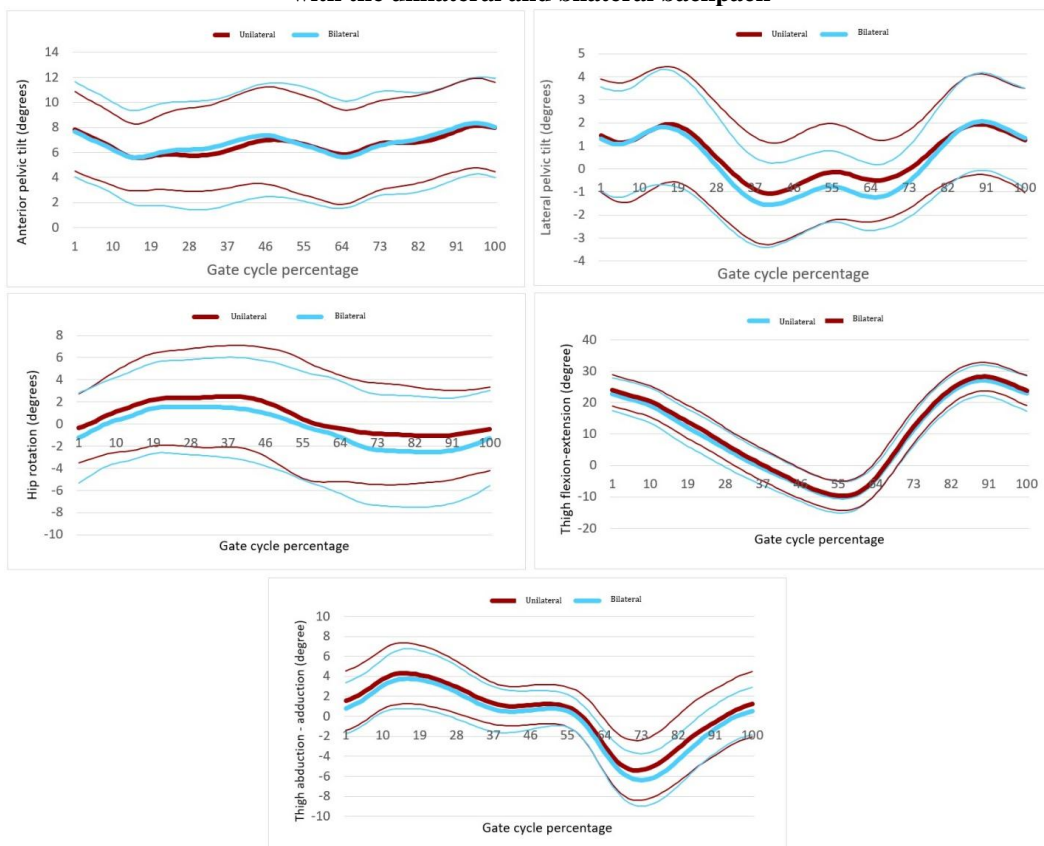 with the unilateral and bilateral backpack
Unilateral Bilateral
Anterior pelvic tilt (degrees)
14
12
10
8
6
4
2
0
1 10 19 28 37 46 55 64 73 82 91 100
Gate cycle percentage
Unilateral Bilateral
Lateral pelvic tilt (degrees)
5
4
3
2
1
0
-1
-2
-3
-4
1 10 19 28 37 46 55 64 73 82 91 100
Gate cycle percentage
Unilateral Bilateral
Hip rotation (degrees)
8
6
4
2
0
-2
-4
-6
-8
-10
1 10 19 28 37 46 55 64 73 82 91 100
Gate cycle percentage
Unilateral Bilateral
Thigh flexion-extension (degree)
40
30
20
10
0
-10
-20
1 10 19 28 37 46 55 64 73 82 91 100
Gate cycle percentage
Unilateral Bilateral
Thigh abduction - adduction (degree)
10
8
6
4
2
0
-2
-4
-6
-8
-10
1 10 19 28 37 46 55 64 73 82 91 100
Gate cycle percentage